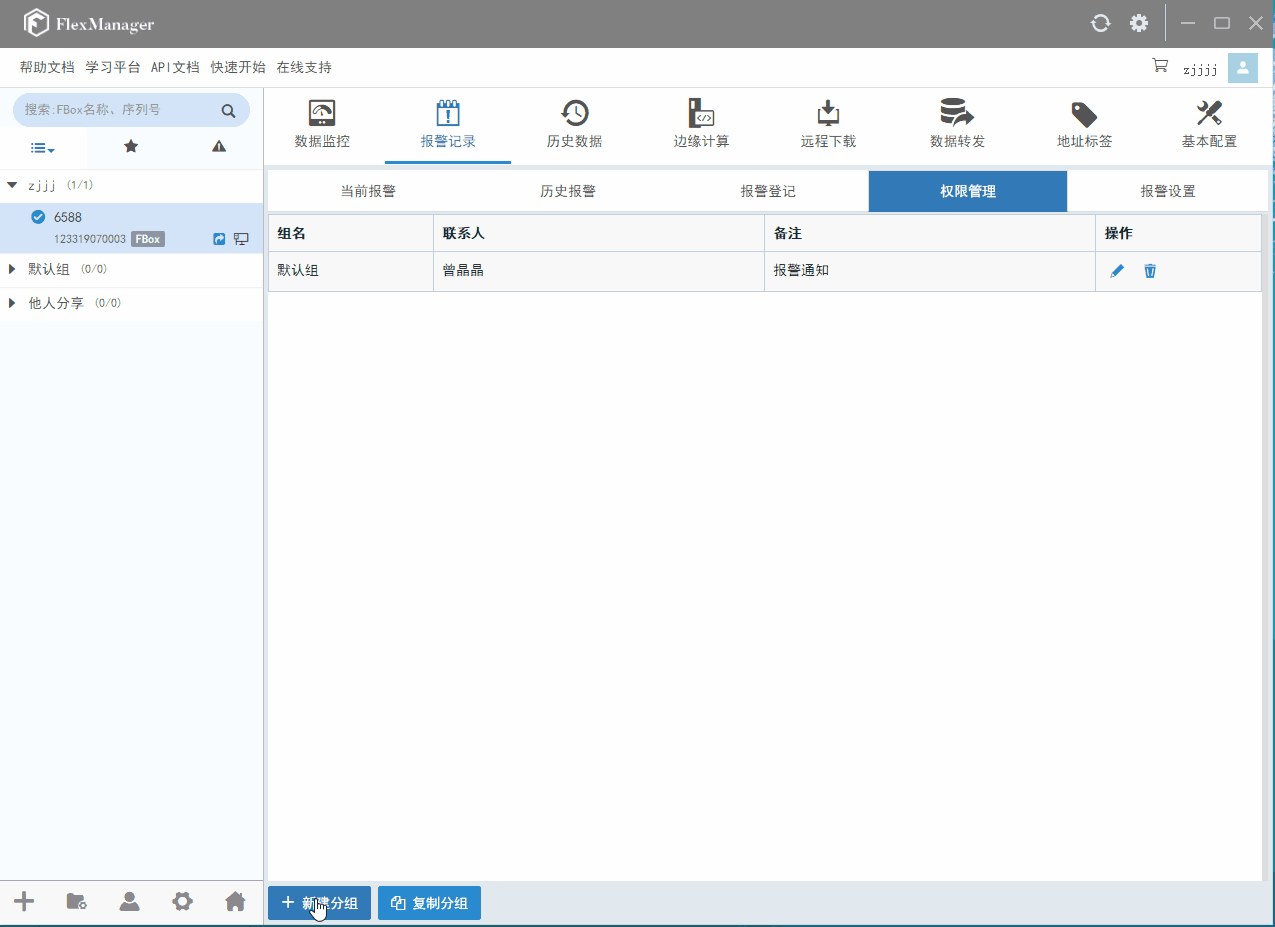 FlexManager
帮助文档 学习平台 API文档 快速开始 在线支持
zjjjj
搜索:FBox名称、序列号
数据监控 报警记录 历史数据 边缘计算 远程下载 数据转发 地址标签 基本配置
zjjj (1/1)
6588
123319070003 FBox
默认组 (0/0)
他人分享 (0/0)
当前报警 历史报警 报警登记 权限管理 报警设置
组名 联系人 备注 操作
默认组 曾晶晶 报警通知
新建分组 复制分组